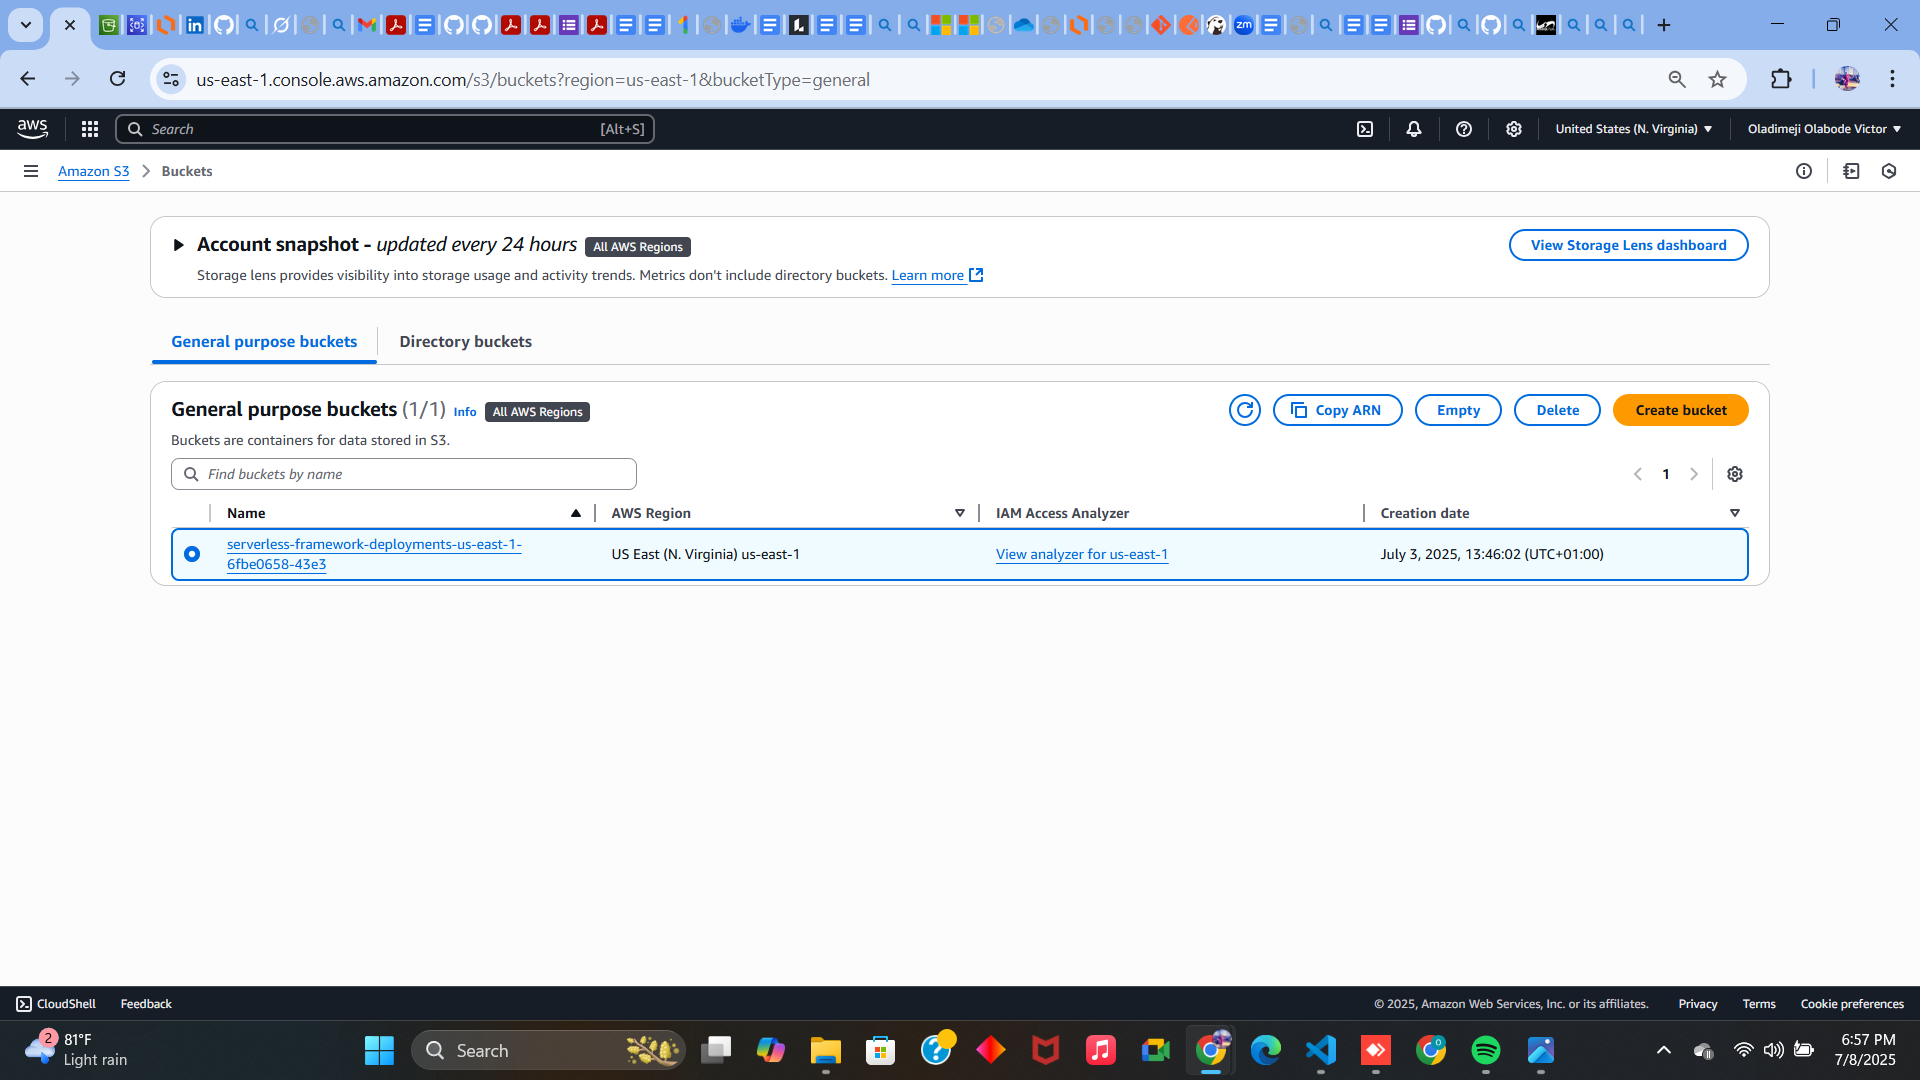 us-east-1.console.aws.amazon.com/s3/buckets?region=us-east-1&bucketType=general
aws
Search
[Alt+S]
United States (N. Virginia)
Oladimeji Olabode Victor
Amazon S3
Buckets
Account snapshot - updated every 24 hours
All AWS Regions
View Storage Lens dashboard
Storage lens provides visibility into storage usage and activity trends. Metrics don't include directory buckets. Learn more
General purpose buckets
Directory buckets
General purpose buckets (1/1)
Info
All AWS Regions
Copy ARN
Empty
Delete
Create bucket
Buckets are containers for data stored in S3.
Find buckets by name
1
Name
AWS Region
IAM Access Analyzer
Creation date
serverless-framework-deployments-us-east-1-
6fbe0658-43e3
US East (N. Virginia) us-east-1
View analyzer for us-east-1
July 3, 2025, 13:46:02 (UTC+01:00)
CloudShell
Feedback
© 2025, Amazon Web Services, Inc. or its affiliates.
Privacy
Terms
Cookie preferences
2
81°F
Light rain
Search
6:57 PM
7/8/2025